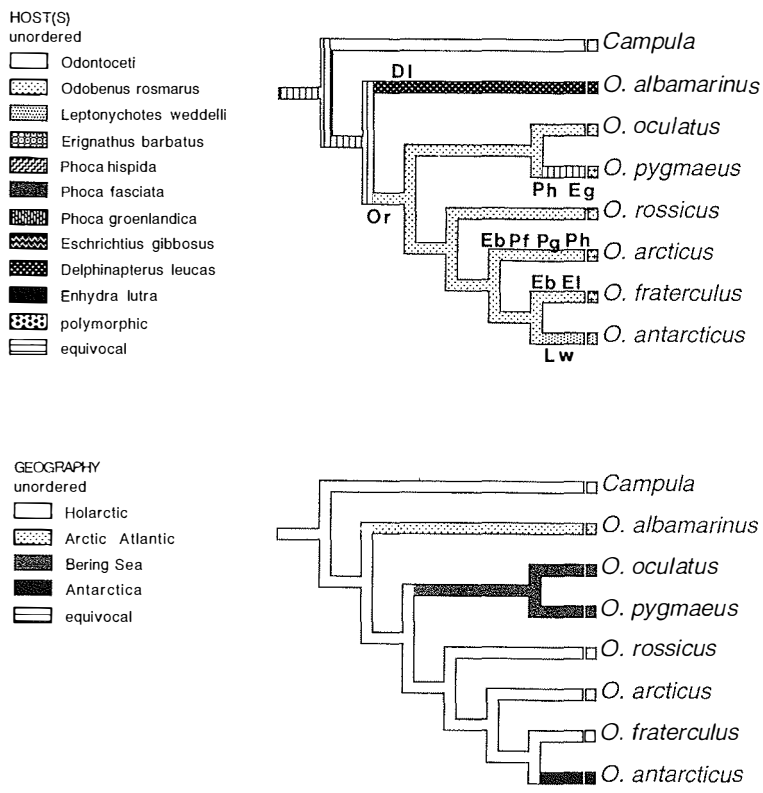 HOST(S)
unordered
Odontoceti
Odobenus rosmarus
Leptonychotes weddelli
Erignathus barbatus
Phoca hispida
Phoca fasciata
Phoca groenlandica
Eschrichtius gibbosus
Delphinapterus leucas
Enhydra lutra
polymorphic
equivocal
Campula
Dl
O. albamarinus
O. oculatus
O. pygmaeus
Ph Eg
Or
O. rossicus
Eb Pf Pg Ph
O. arcticus
Eb El
O. fraterculus
O. antarcticus
Lw
GEOGRAPHY
unordered
Holarctic
Arctic Atlantic
Bering Sea
Antarctica
equivocal
Campula
O. albamarinus
O. oculatus
O. pygmaeus
O. rossicus
O. arcticus
O. fraterculus
O. antarcticus